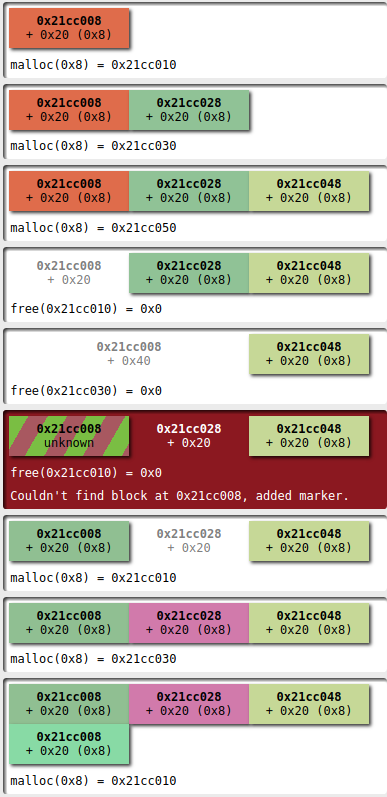 0x21cc008
+ 0x20 (0x8)
malloc(0x8) = 0x21cc010
0x21cc008 0x21cc028
+ 0x20 (0x8) + 0x20 (0x8)
malloc(0x8) = 0x21cc030
0x21cc008 0x21cc028 0x21cc048
+ 0x20 (0x8) + 0x20 (0x8) + 0x20 (0x8)
malloc(0x8) = 0x21cc050
0x21cc008 0x21cc028 0x21cc048
+ 0x20 + 0x20 (0x8) + 0x20 (0x8)
free(0x21cc010) = 0x0
0x21cc008 0x21cc048
+ 0x40 + 0x20 (0x8)
free(0x21cc030) = 0x0
0x21cc008 0x21cc028 0x21cc048
unknown + 0x20 + 0x20 (0x8)
free(0x21cc010) = 0x0
Couldn't find block at 0x21cc008, added marker.
0x21cc008 0x21cc028 0x21cc048
+ 0x20 (0x8) + 0x20 + 0x20 (0x8)
malloc(0x8) = 0x21cc010
0x21cc008 0x21cc028 0x21cc048
+ 0x20 (0x8) + 0x20 (0x8) + 0x20 (0x8)
malloc(0x8) = 0x21cc030
0x21cc008 0x21cc028 0x21cc048
+ 0x20 (0x8) + 0x20 (0x8) + 0x20 (0x8)
0x21cc008
+ 0x20 (0x8)
malloc(0x8) = 0x21cc010